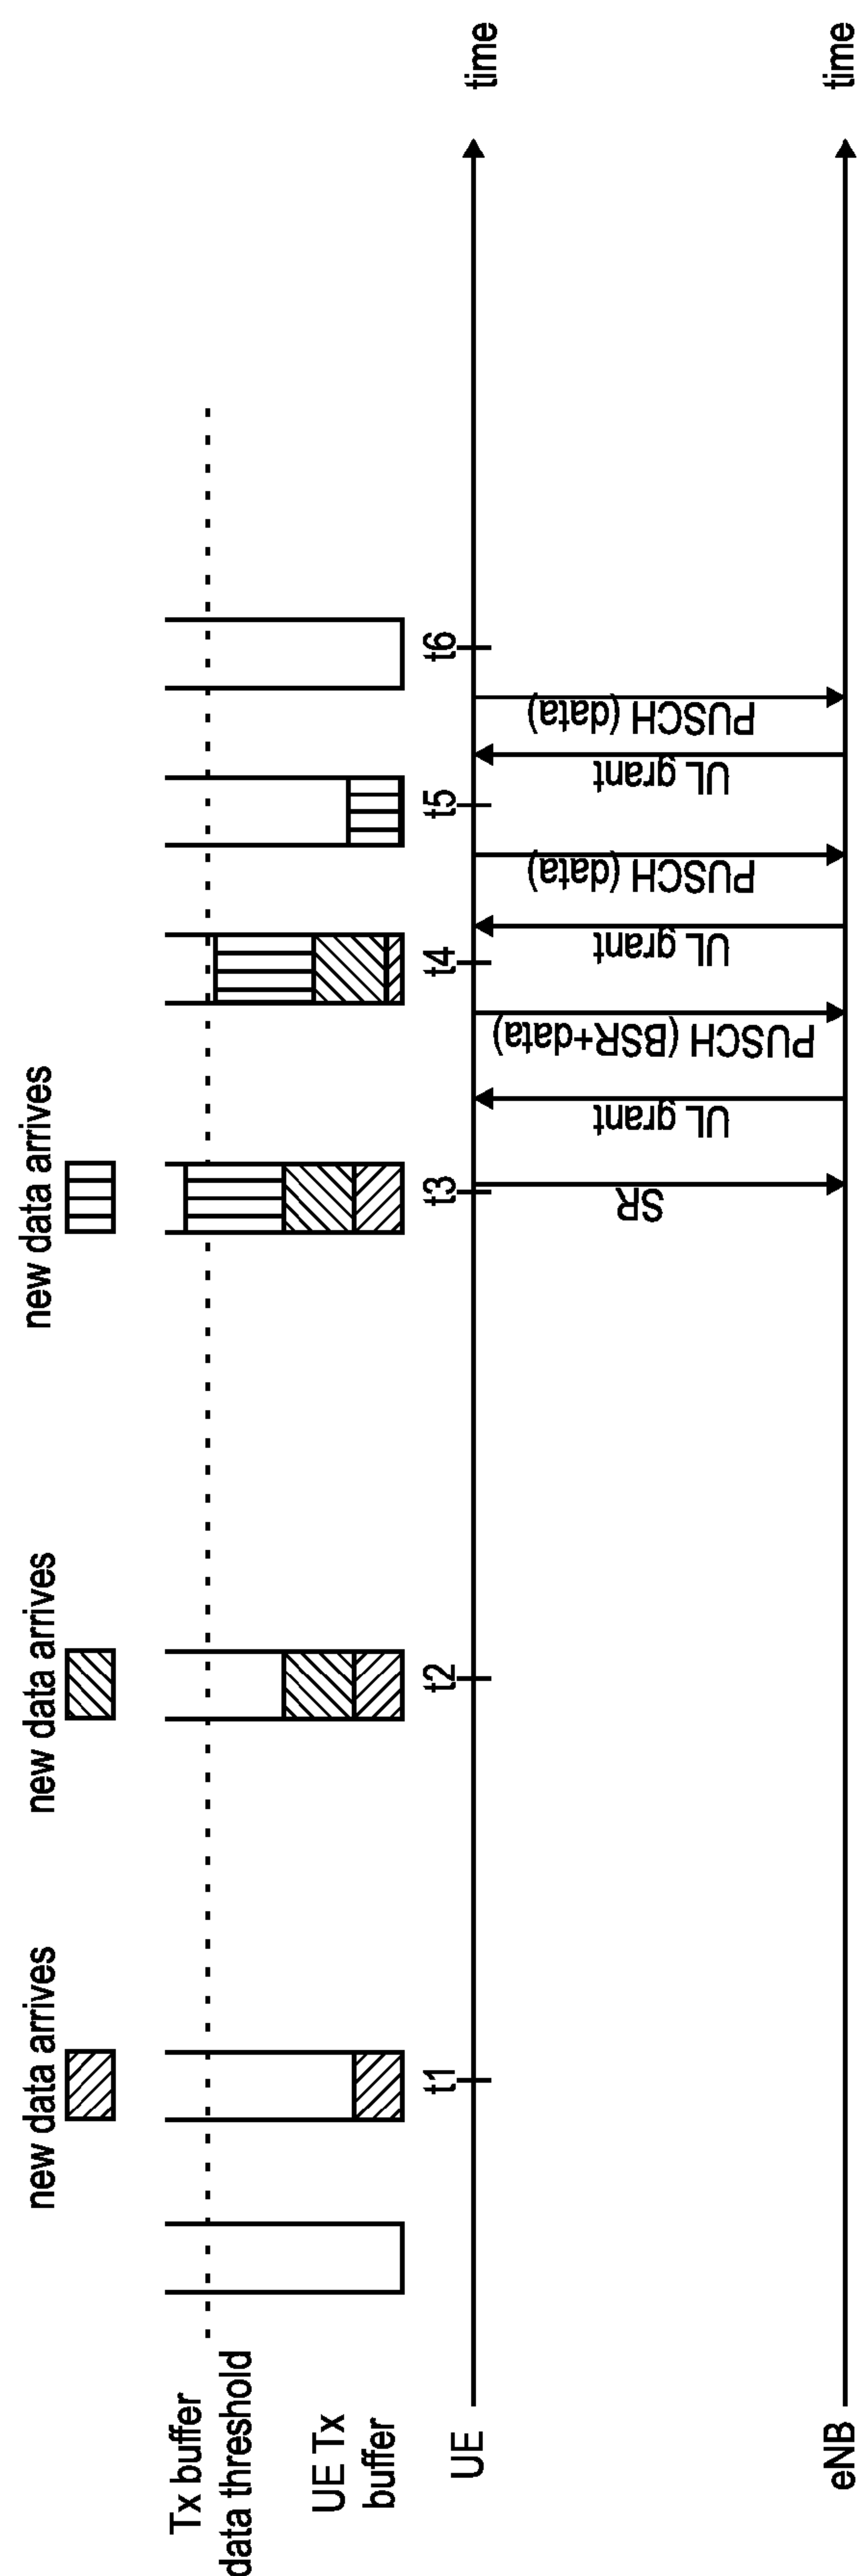 new data arrives
new data arrives
new data arrives
Tx buffer
data threshold
UE Tx
buffer
t1
t2
t3
t4
t5
t6
UE
time
SR
UL grant
PUSCH (BSR+data)
UL grant
PUSCH (data)
UL grant
PUSCH (data)
eNB
time